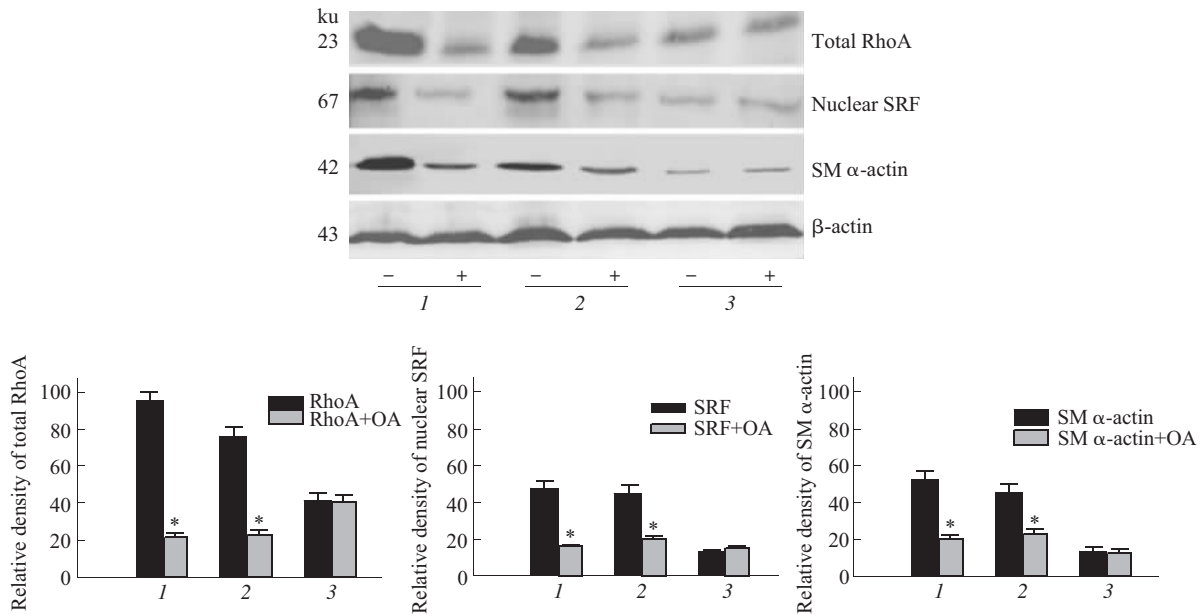 ku
23
Total RhoA
67
Nuclear SRF
42
SM α-actin
43
β-actin
− + − + − +
1 2 3
Relative density of total RhoA
100
80
60
40
20
0
RhoA
RhoA+OA
*
*
1 2 3
Relative density of nuclear SRF
100
80
60
40
20
0
SRF
SRF+OA
*
*
1 2 3
Relative density of SM α-actin
100
80
60
40
20
0
SM α-actin
SM α-actin+OA
*
*
1 2 3